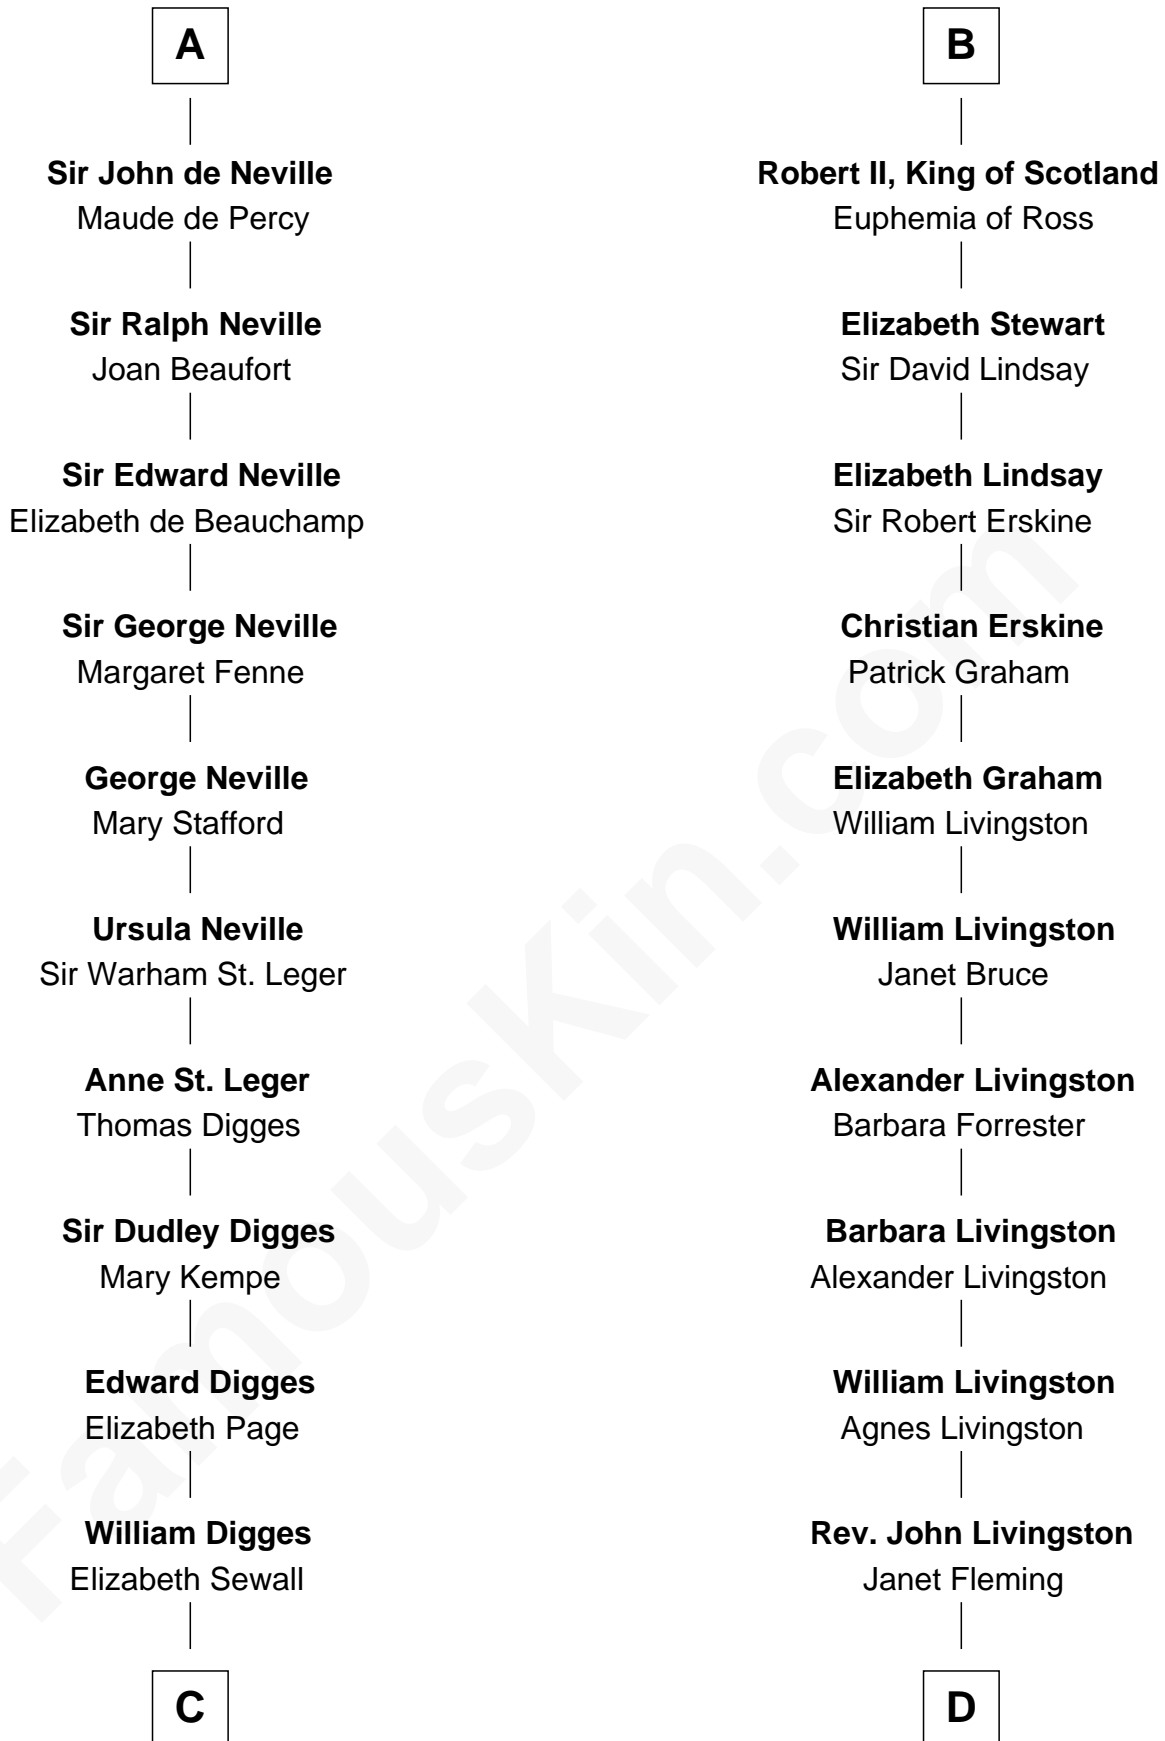 A
Sir John de Neville
Maude de Percy
Sir Ralph Neville
Joan Beaufort
Sir Edward Neville
Elizabeth de Beauchamp
Sir George Neville
Margaret Fenne
George Neville
Mary Stafford
Ursula Neville
Sir Warham St. Leger
Anne St. Leger
Thomas Digges
Sir Dudley Digges
Mary Kempe
Edward Digges
Elizabeth Page
William Digges
Elizabeth Sewall
C
B
Robert II, King of Scotland
Euphemia of Ross
Elizabeth Stewart
Sir David Lindsay
Elizabeth Lindsay
Sir Robert Erskine
Christian Erskine
Patrick Graham
Elizabeth Graham
William Livingston
William Livingston
Janet Bruce
Alexander Livingston
Barbara Forrester
Barbara Livingston
Alexander Livingston
William Livingston
Agnes Livingston
Rev. John Livingston
Janet Fleming
D
FamousKin.com